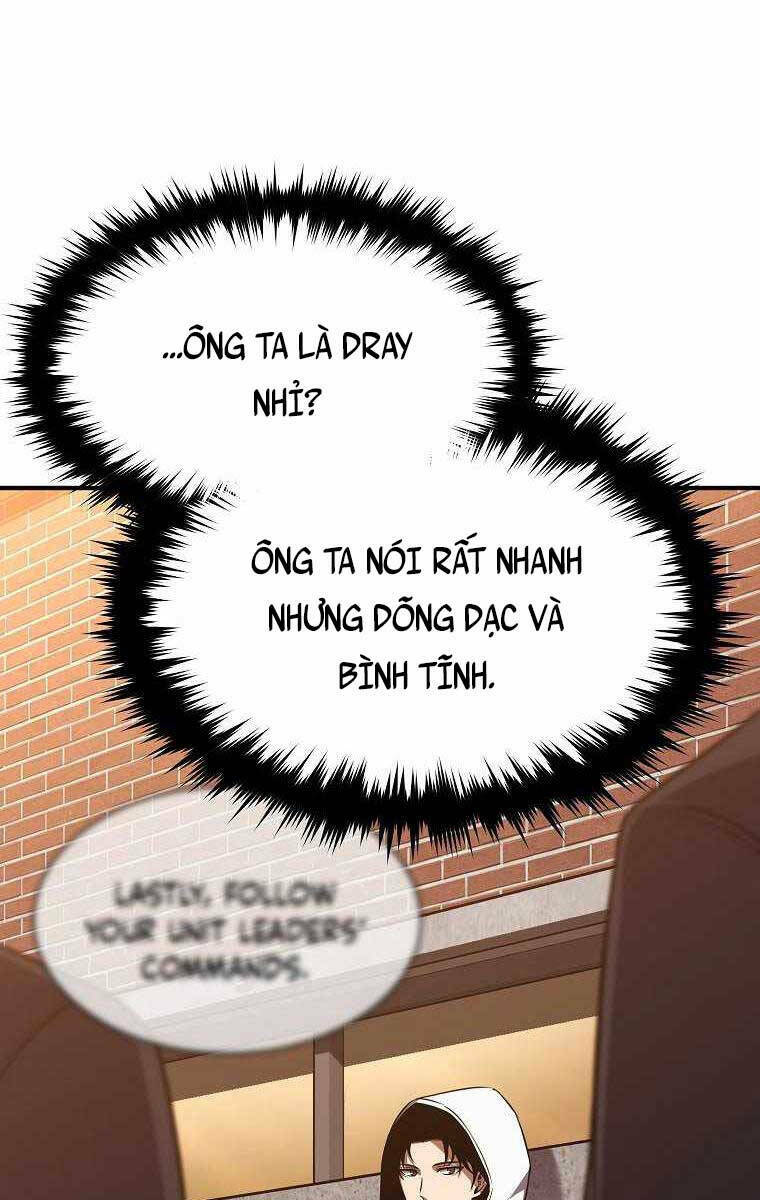 ...ÔNG TA LÀ DRAY
NHỈ?
ÔNG TA NÓI RẤT NHANH
NHƯNG DÕNG DẠC VÀ
BÌNH TĨNH.
LASTLY, FOLLOW
YOUR UNIT LEADERS'
COMMANDS.